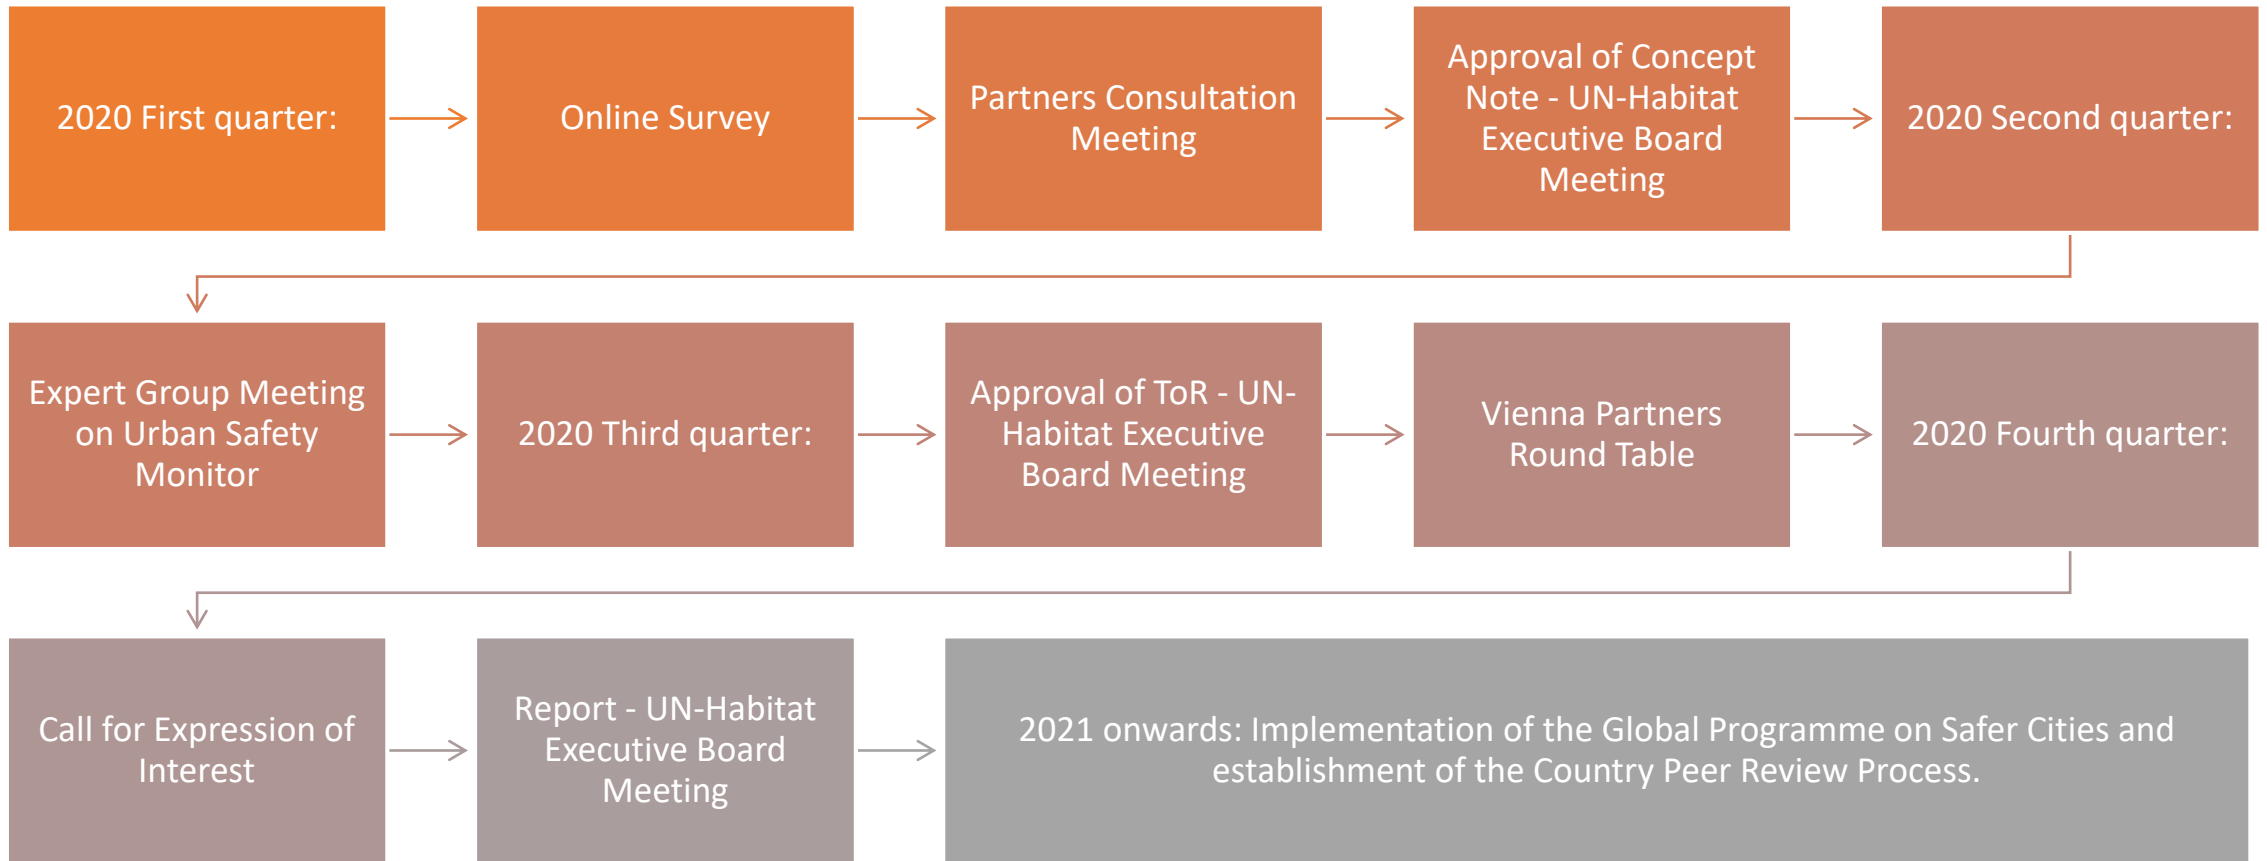 2020 First quarter:
Online Survey
Partners Consultation
Meeting
Approval of Concept
Note - UN-Habitat
Executive Board
Meeting
2020 Second quarter:
Expert Group Meeting
on Urban Safety
Monitor
2020 Third quarter:
Approval of ToR - UN-
Habitat Executive
Board Meeting
Vienna Partners
Round Table
2020 Fourth quarter:
Call for Expression of
Interest
Report - UN-Habitat
Executive Board
Meeting
2021 onwards: Implementation of the Global Programme on Safer Cities and
establishment of the Country Peer Review Process.